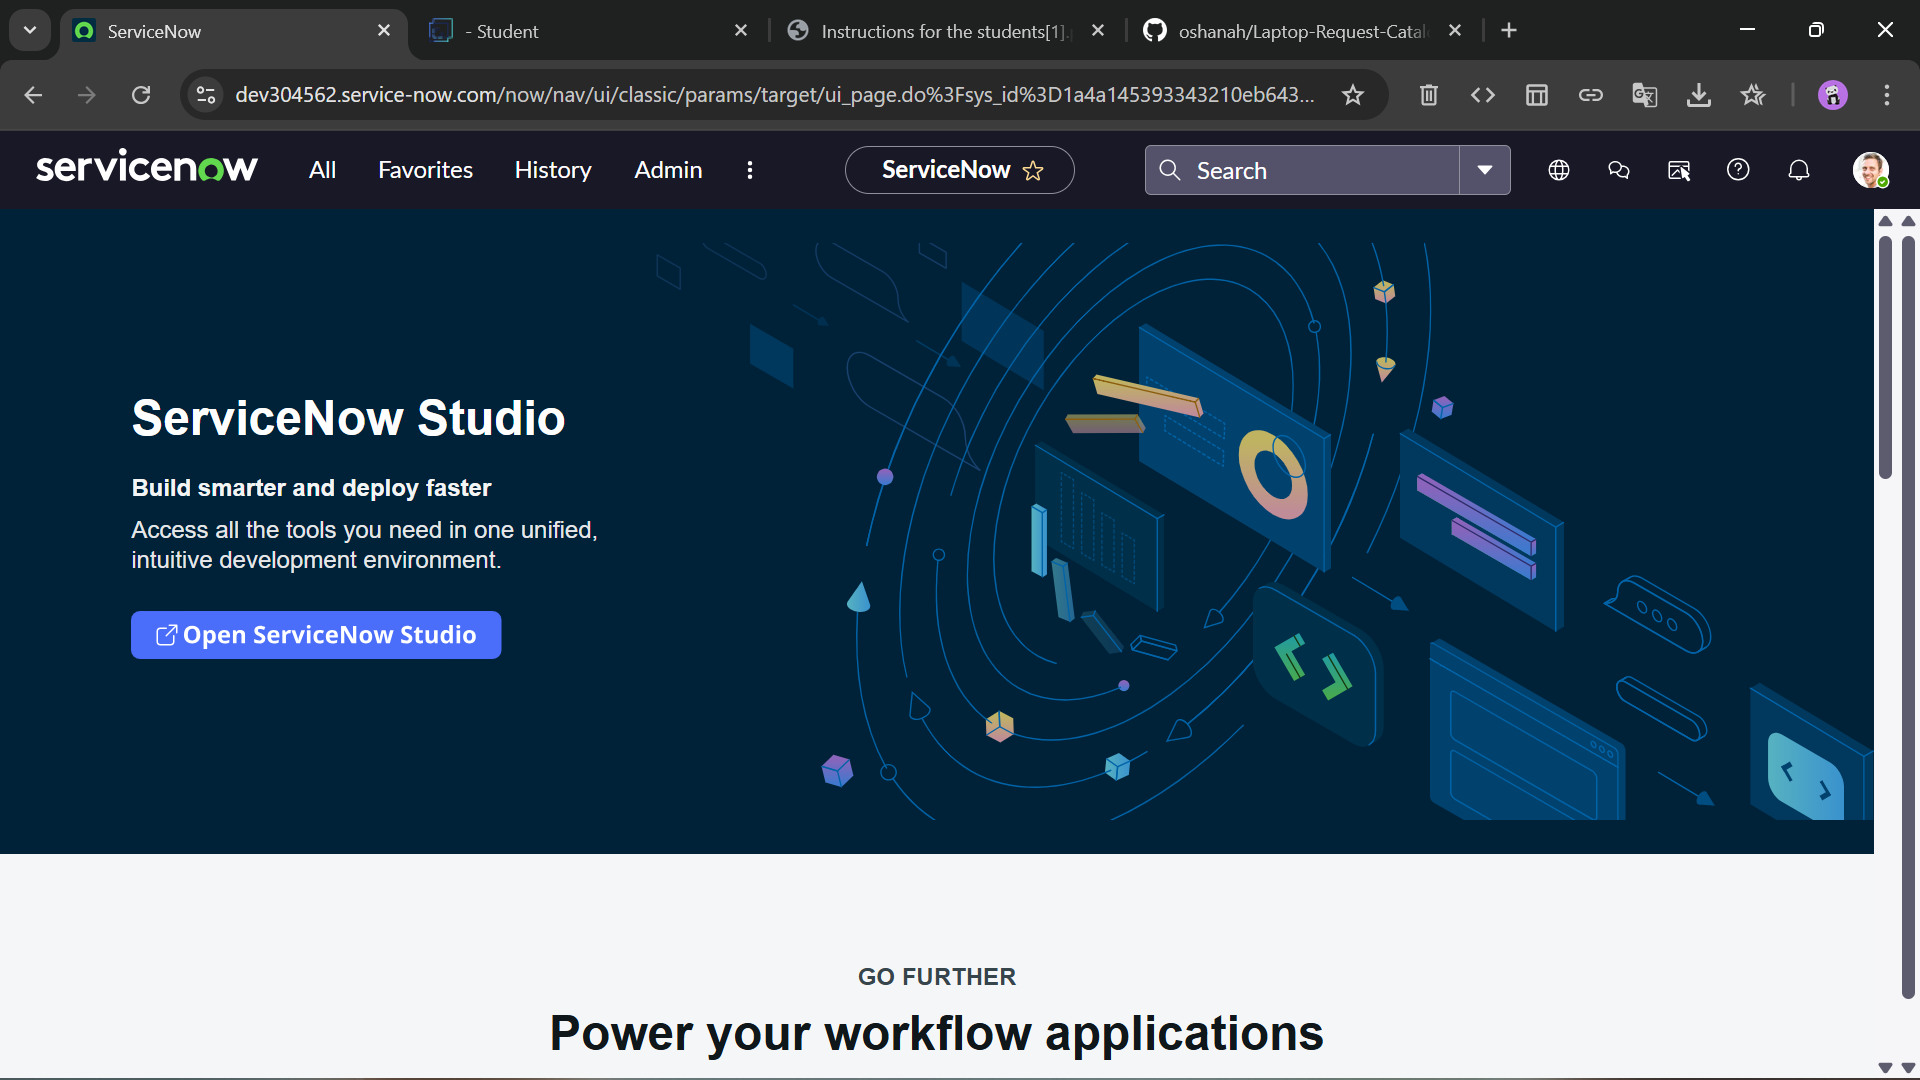 ServiceNow
- Student
Instructions for the students[1].
oshanah/Laptop-Request-Catal
dev304562.service-now.com/now/nav/ui/classic/params/target/ui_page.do%3Fsys_id%3D1a4a145393343210eb643...
servicenow
All
Favorites
History
Admin
ServiceNow
Search
ServiceNow Studio
Build smarter and deploy faster
Access all the tools you need in one unified,
intuitive development environment.
Open ServiceNow Studio
GO FURTHER
Power your workflow applications